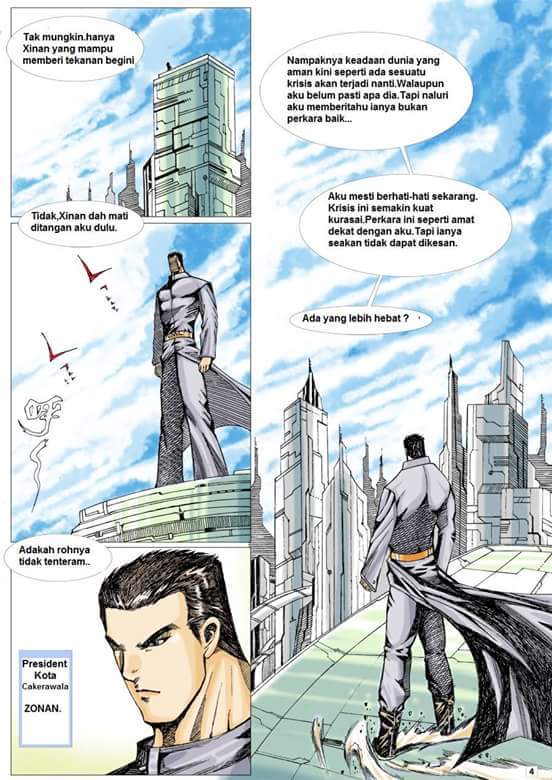 Tak mungkin.hanya
Xinan yang mampu
memberi tekanan begini
Tidak,Xinan dah mati
ditangan aku dulu.
Adakah rohnya
tidak tenteram..
President
Kota
Cakerawala
ZONAN.
Nampaknya keadaan dunia yang
aman kini seperti ada sesuatu
krisis akan terjadi nanti.Walaupun
aku belum pasti apa dia.Tapi naluri
aku memberitahu ianya bukan
perkara baik...
Aku mesti berhati-hati sekarang.
Krisis ini semakin kuat
kurasai.Perkara ini seperti amat
dekat dengan aku.Tapi ianya
seakan tidak dapat dikesan.
Ada yang lebih hebat ?
4